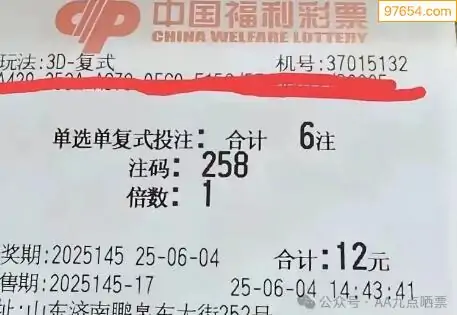 97654.com
中国福利彩票
CHINA WELFARE LOTTERY
玩法:3D-复式 机号:37015132
单选单复式投注: 合计 6注
注码: 258
倍数: 1
奖期:2025145 25-06-04 合计:12元
售期:2025145-17 25-06-04 14:43:41
址:山东济南鹏皋东大街252号
公众号·AA九点晒票